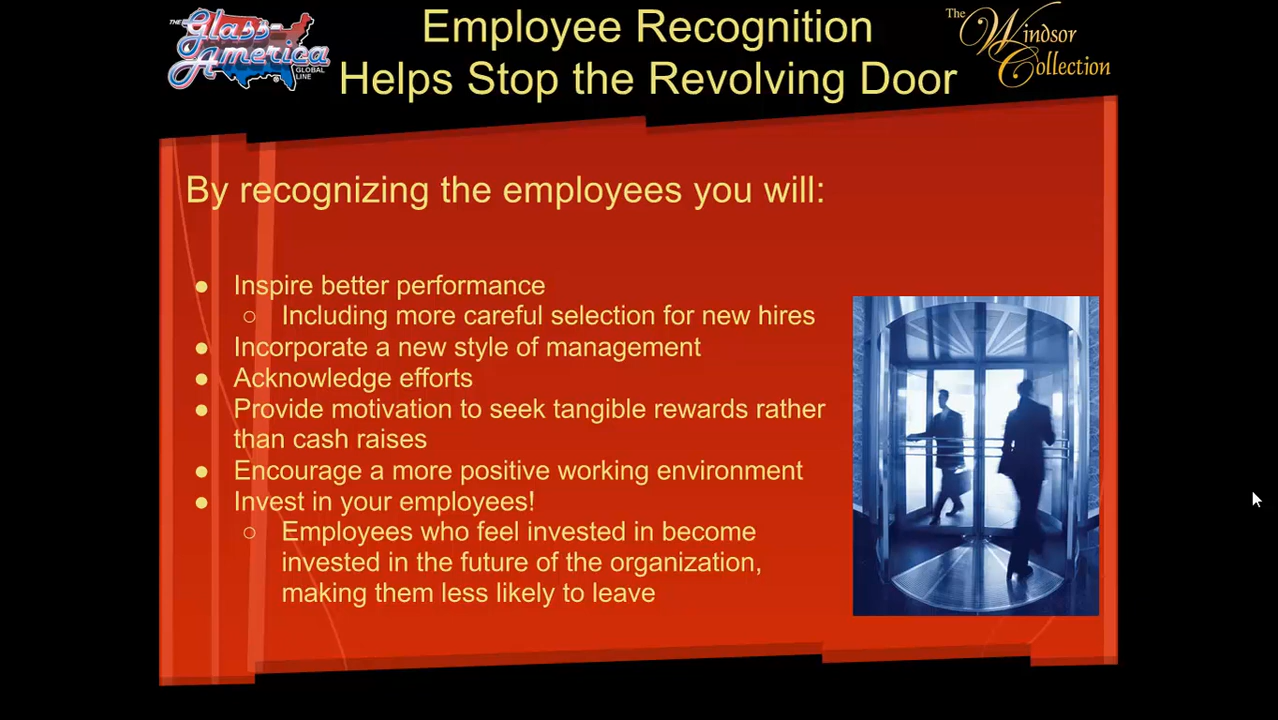 THE Glass-America GLOBAL LINE
Employee Recognition
Helps Stop the Revolving Door
The Windsor Collection
By recognizing the employees you will:
● Inspire better performance
○ Including more careful selection for new hires
● Incorporate a new style of management
● Acknowledge efforts
● Provide motivation to seek tangible rewards rather
than cash raises
● Encourage a more positive working environment
● Invest in your employees!
○ Employees who feel invested in become
invested in the future of the organization,
making them less likely to leave